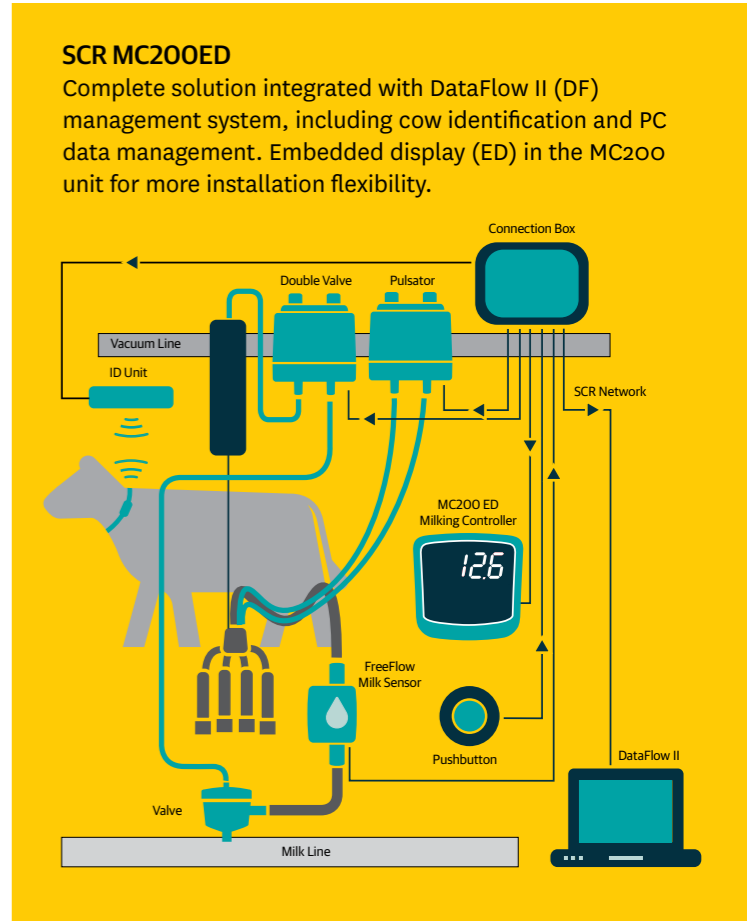 SCR MC200ED
Complete solution integrated with DataFlow II (DF)
management system, including cow identification and PC
data management. Embedded display (ED) in the MC200
unit for more installation flexibility.
Connection Box
Double Valve
Pulsator
Vacuum Line
ID Unit
SCR Network
MC200 ED
Milking Controller
12.6
FreeFlow
Milk Sensor
Pushbutton
DataFlow II
Valve
Milk Line